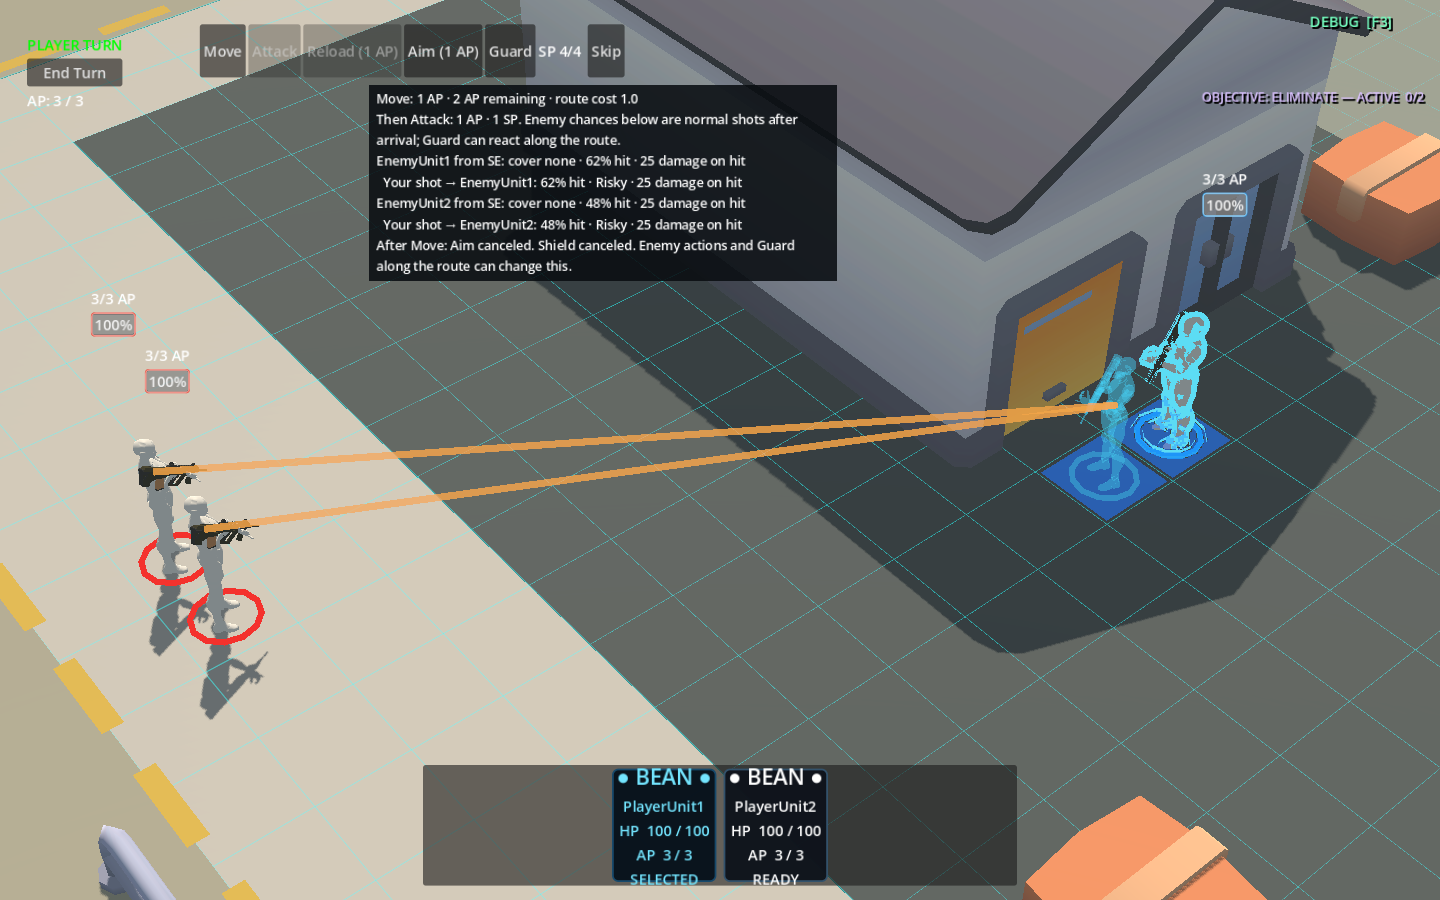 PLAYER TURN
End Turn
AP: 3 / 3
Move
Attack
Reload (1 AP)
Aim (1 AP)
Guard
SP 4/4
Skip
DEBUG [F3]
OBJECTIVE: ELIMINATE — ACTIVE 0/2
Move: 1 AP · 2 AP remaining · route cost 1.0
Then Attack: 1 AP · 1 SP. Enemy chances below are normal shots after
arrival; Guard can react along the route.
EnemyUnit1 from SE: cover none · 62% hit · 25 damage on hit
Your shot → EnemyUnit1: 62% hit · Risky · 25 damage on hit
EnemyUnit2 from SE: cover none · 48% hit · 25 damage on hit
Your shot → EnemyUnit2: 48% hit · Risky · 25 damage on hit
After Move: Aim canceled. Shield canceled. Enemy actions and Guard
along the route can change this.
3/3 AP
100%
3/3 AP
100%
3/3 AP
100%
• BEAN •
PlayerUnit1
HP 100 / 100
AP 3 / 3
SELECTED
• BEAN •
PlayerUnit2
HP 100 / 100
AP 3 / 3
READY